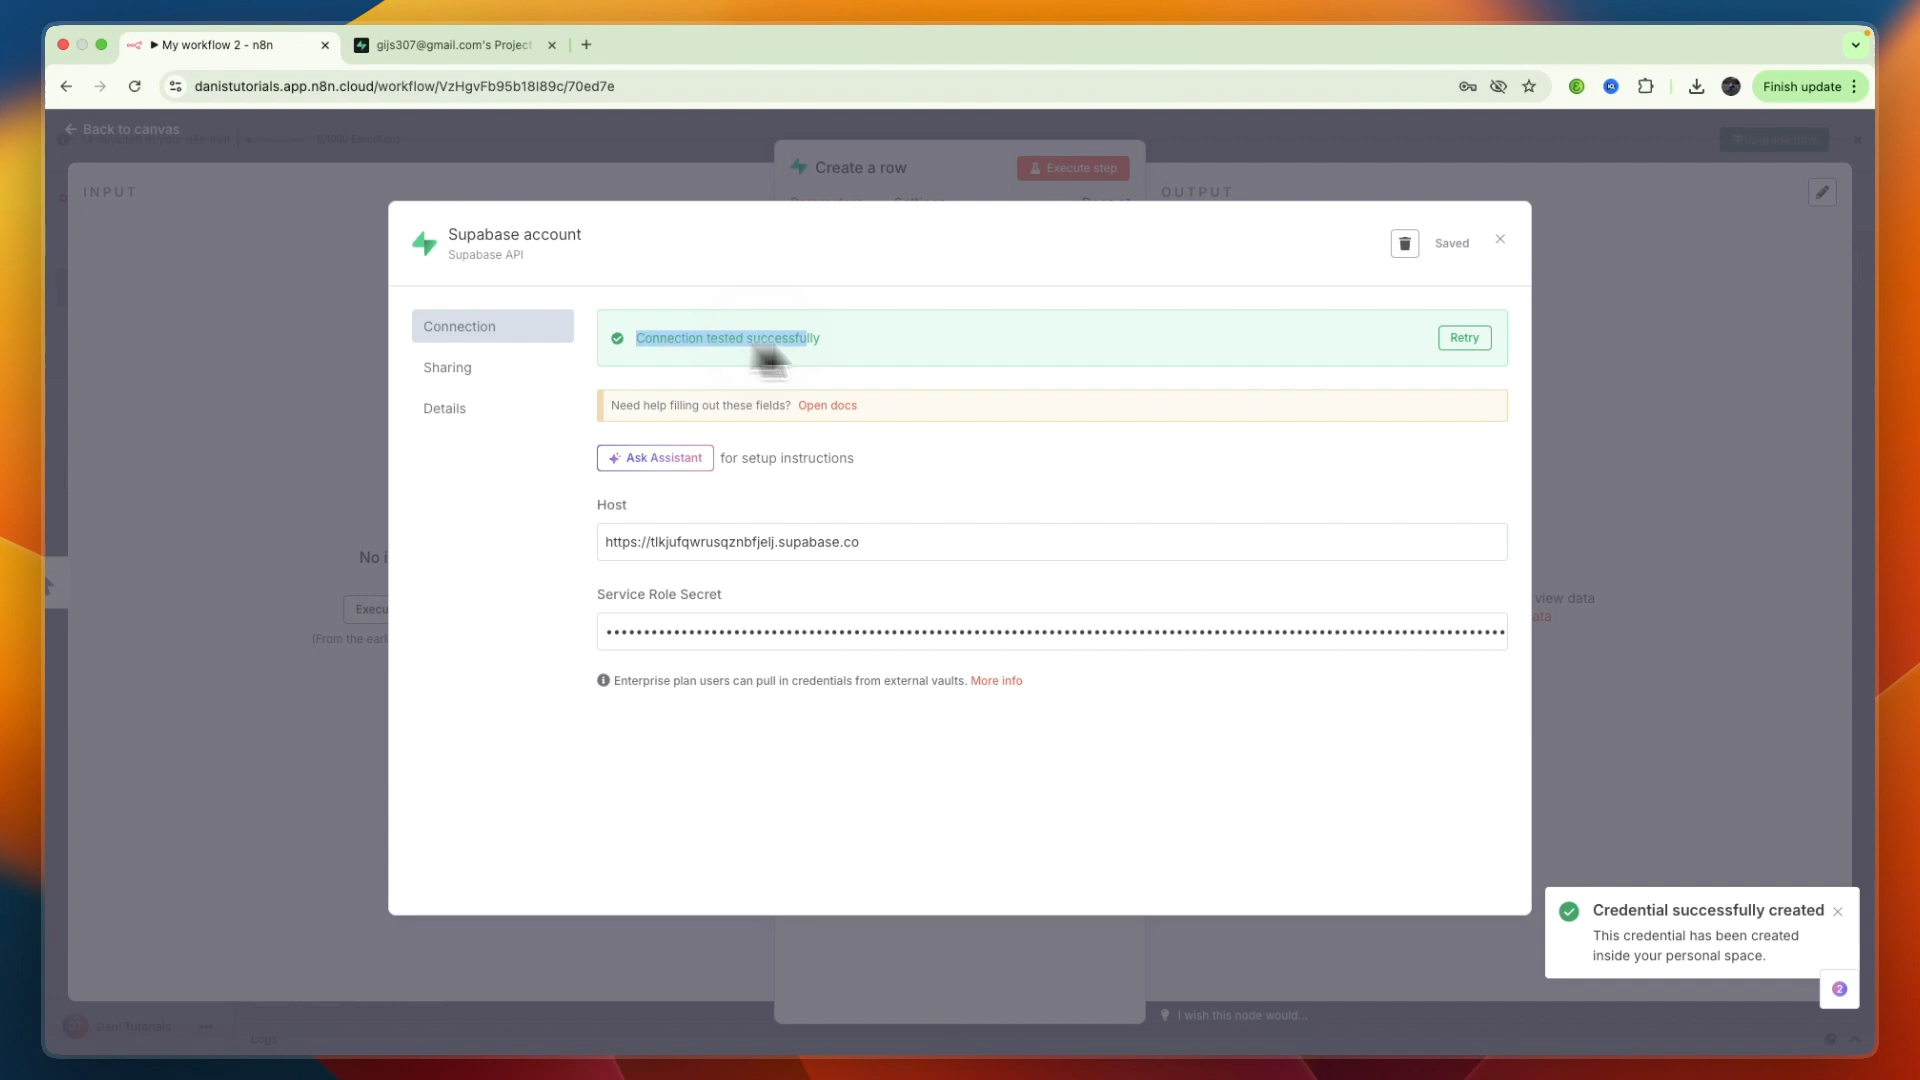 My workflow 2 - n8n
gijs307@gmail.com's Project
danistutorials.app.n8n.cloud/workflow/VzHgvFb95b18I89c/70ed7e
Finish update
Back to canvas
INPUT
Create a row
Execute step
OUTPUT
Supabase account
Supabase API
Saved
Connection
Sharing
Details
Connection tested successfully
Retry
Need help filling out these fields? Open docs
Ask Assistant for setup instructions
Host
https://tlkjufqwrusqznbfjelj.supabase.co
Service Role Secret
Enterprise plan users can pull in credentials from external vaults. More info
No i
Execu
(From the earl
view data
ata
Credential successfully created
This credential has been created
inside your personal space.
2
I wish this node would...
DT Dani Tutorials
Logs